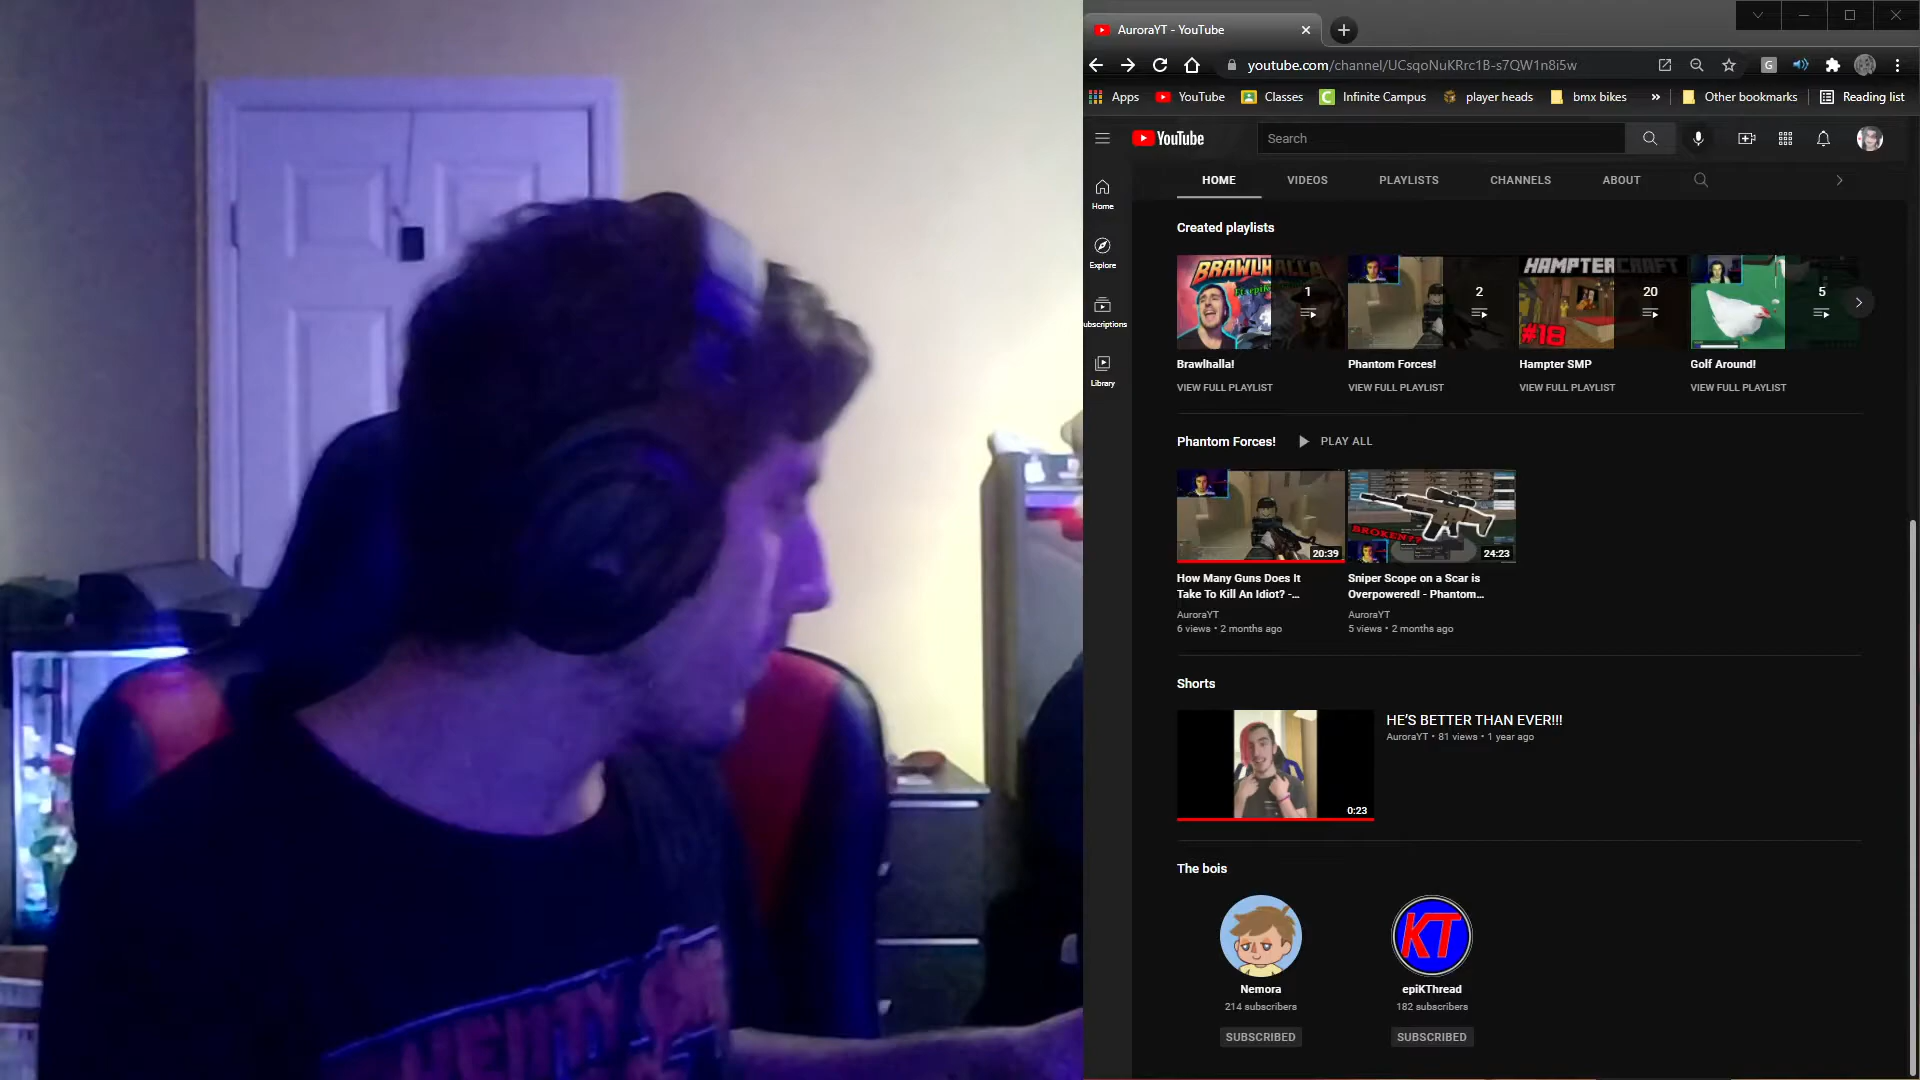 AuroraYT - YouTube
youtube.com/channel/UCsqoNuKRrc1B-s7QW1n8i5w
Apps YouTube Classes Infinite Campus player heads bmx bikes » Other bookmarks Reading list
YouTube Search
HOME VIDEOS PLAYLISTS CHANNELS ABOUT
Home
Explore
ubscriptions
Library
Created playlists
BRAWLHALLA
1
2
HAMPTERCRAFT
#18
20
5
Brawlhalla! Phantom Forces! Hampter SMP Golf Around!
VIEW FULL PLAYLIST VIEW FULL PLAYLIST VIEW FULL PLAYLIST VIEW FULL PLAYLIST
Phantom Forces! PLAY ALL
BROKEN??
20:39 24:23
How Many Guns Does It
Take To Kill An Idiot? -...
AuroraYT
6 views • 2 months ago
Sniper Scope on a Scar is
Overpowered! - Phantom...
AuroraYT
5 views • 2 months ago
Shorts
0:23
HE'S BETTER THAN EVER!!!
AuroraYT • 81 views • 1 year ago
The bois
KT
Nemora
214 subscribers
SUBSCRIBED
epiKThread
182 subscribers
SUBSCRIBED